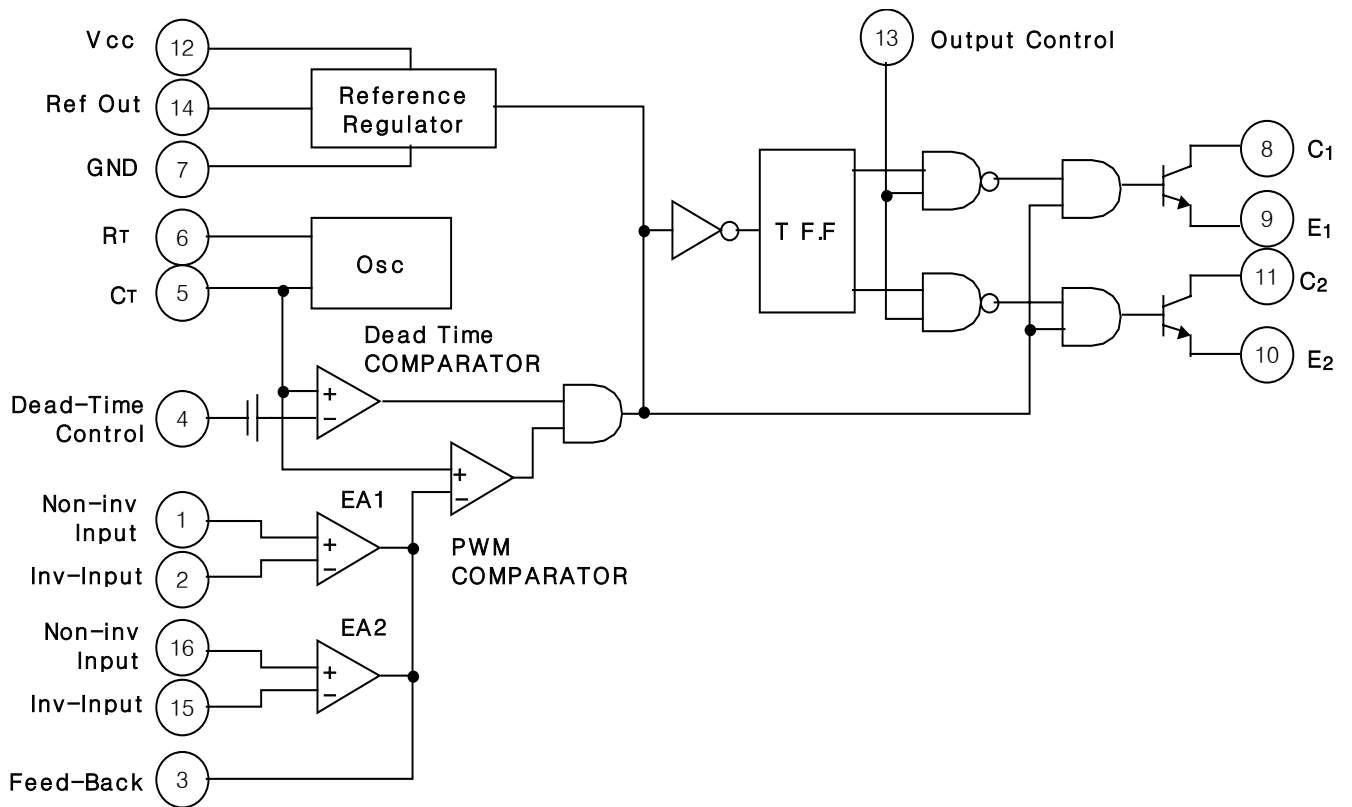 Vcc
12
Ref Out
14
GND
7
Reference
Regulator
RT
6
CT
5
Osc
13
Output Control
T F.F
8
C1
9
E1
11
C2
10
E2
Dead Time
COMPARATOR
Dead-Time
Control
4
+
−
+
−
PWM
COMPARATOR
Non-inv
Input
1
Inv-Input
2
EA1
+
−
Non-inv
Input
16
Inv-Input
15
EA2
+
−
Feed-Back
3